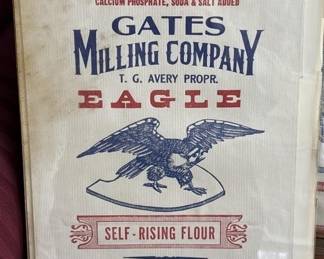 CALCIUM PHOSPHATE, SODA & SALT ADDED
GATES
MILLING COMPANY
T. G. AVERY PROPR.
EAGLE
SELF-RISING FLOUR